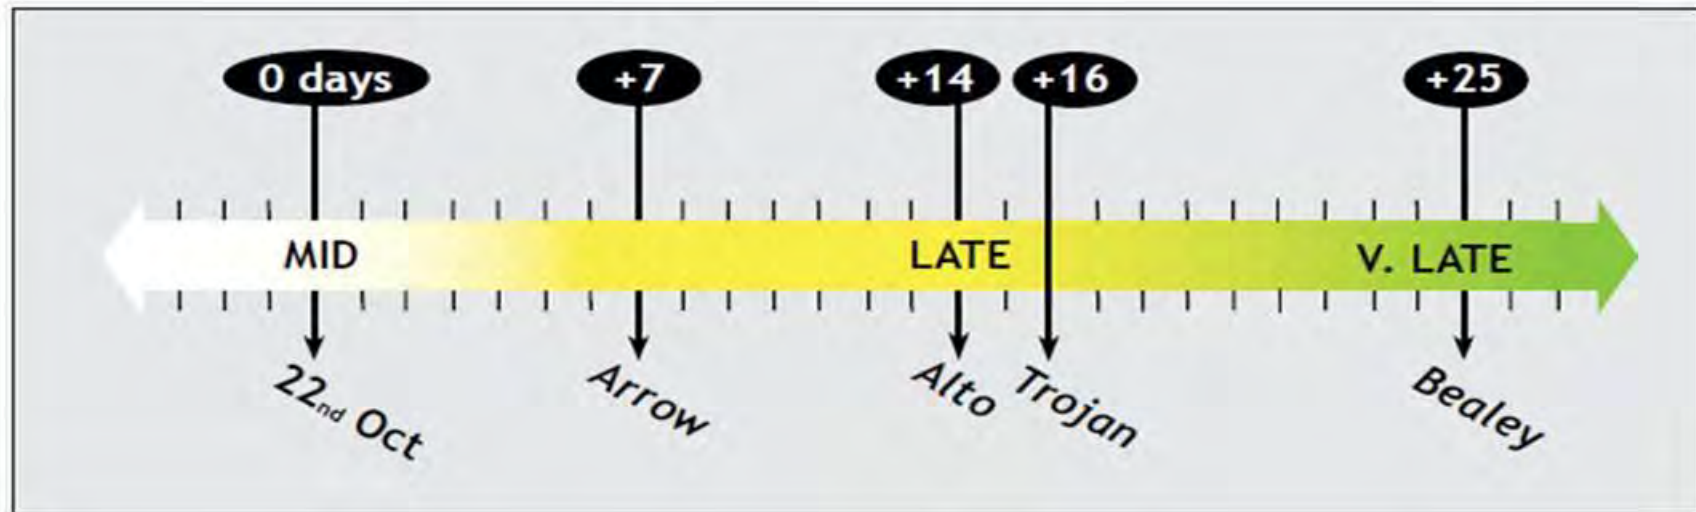 0 days +7 +14 +16 +25
MID LATE V. LATE
22nd Oct Arrow Alto Trojan Bealey